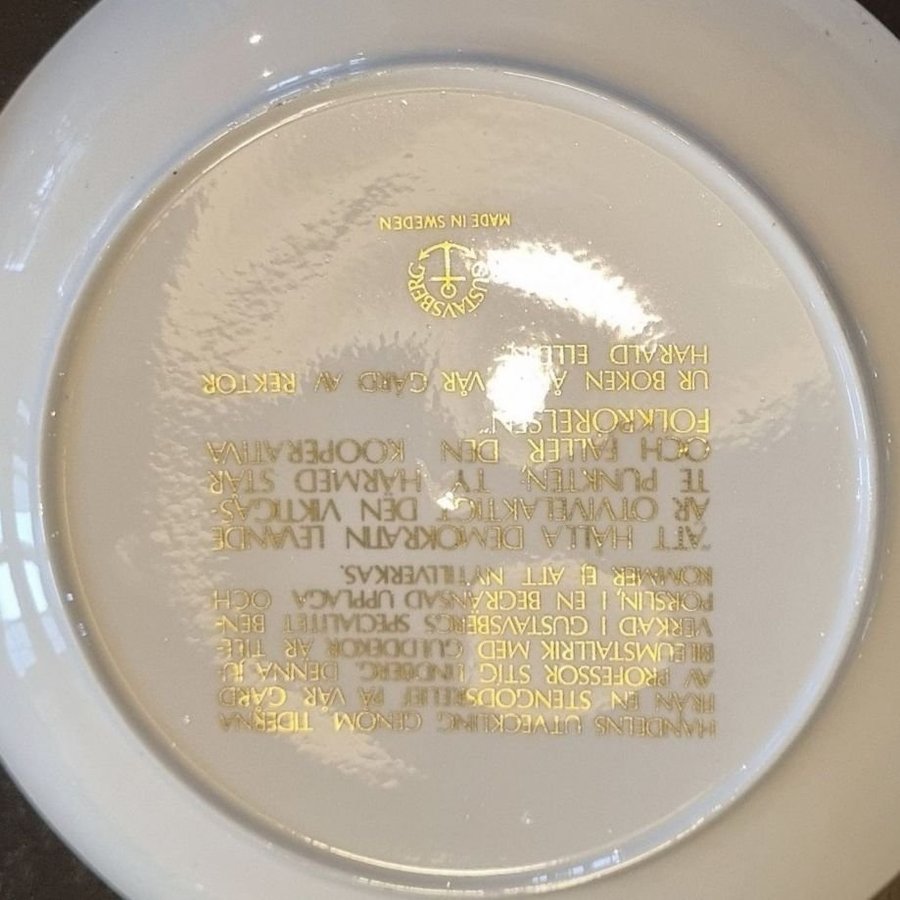 HANDELNS UTVECKLING GENOM TIDERNA
FRÅN EN STENGODSRELIEF PÅ VÅR GÅRD
AV PROFESSOR STIG LINDBERG. DENNA JU-
BILEUMSTALLRIK MED GULDDEKOR ÄR TILL-
VERKAD I GUSTAVSBERGS SPECIALITET BEN-
PORSLIN, I EN BEGRÄNSAD UPPLAGA OCH
KOMMER EJ ATT NYTILLVERKAS.
"ATT HÅLLA DEMOKRATIN LEVANDE
ÄR OTVIVELAKTIGT DEN VIKTIGAS-
TE PUNKTEN; TY HÄRMED STÅR
OCH FALLER DEN KOOPERATIVA
FOLKRÖRELSEN"
UR BOKEN Å VÅR GÅRD AV REKTOR
HARALD
GUSTAVSBERG
MADE IN SWEDEN